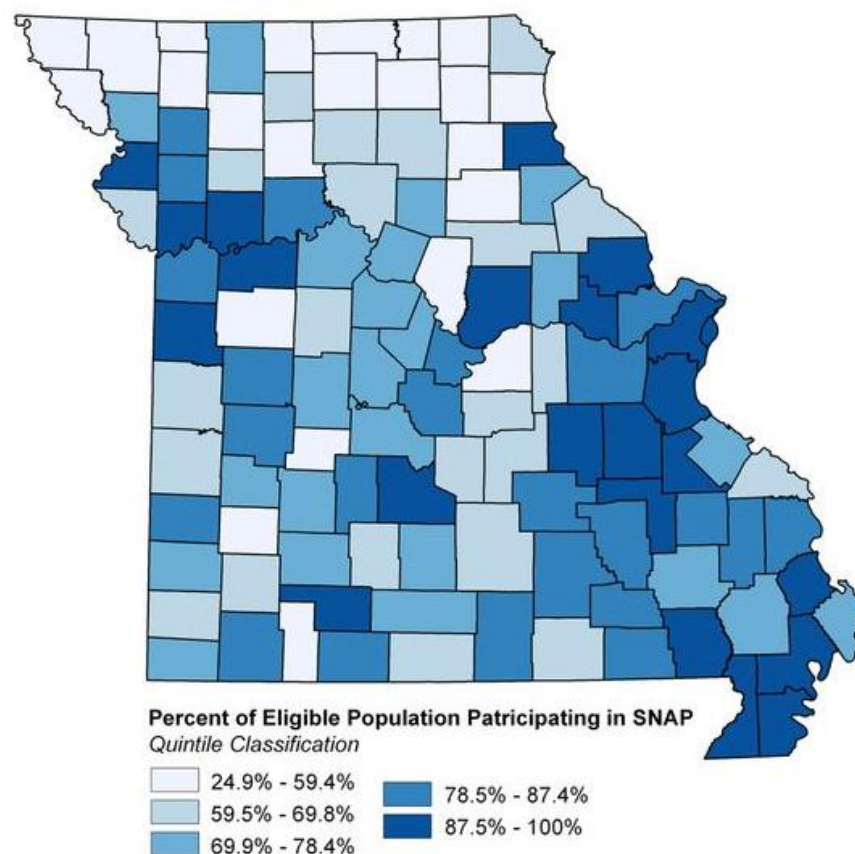 Percent of Eligible Population Patricipating in SNAP
Quintile Classification
24.9% - 59.4%
59.5% - 69.8%
69.9% - 78.4%
78.5% - 87.4%
87.5% - 100%